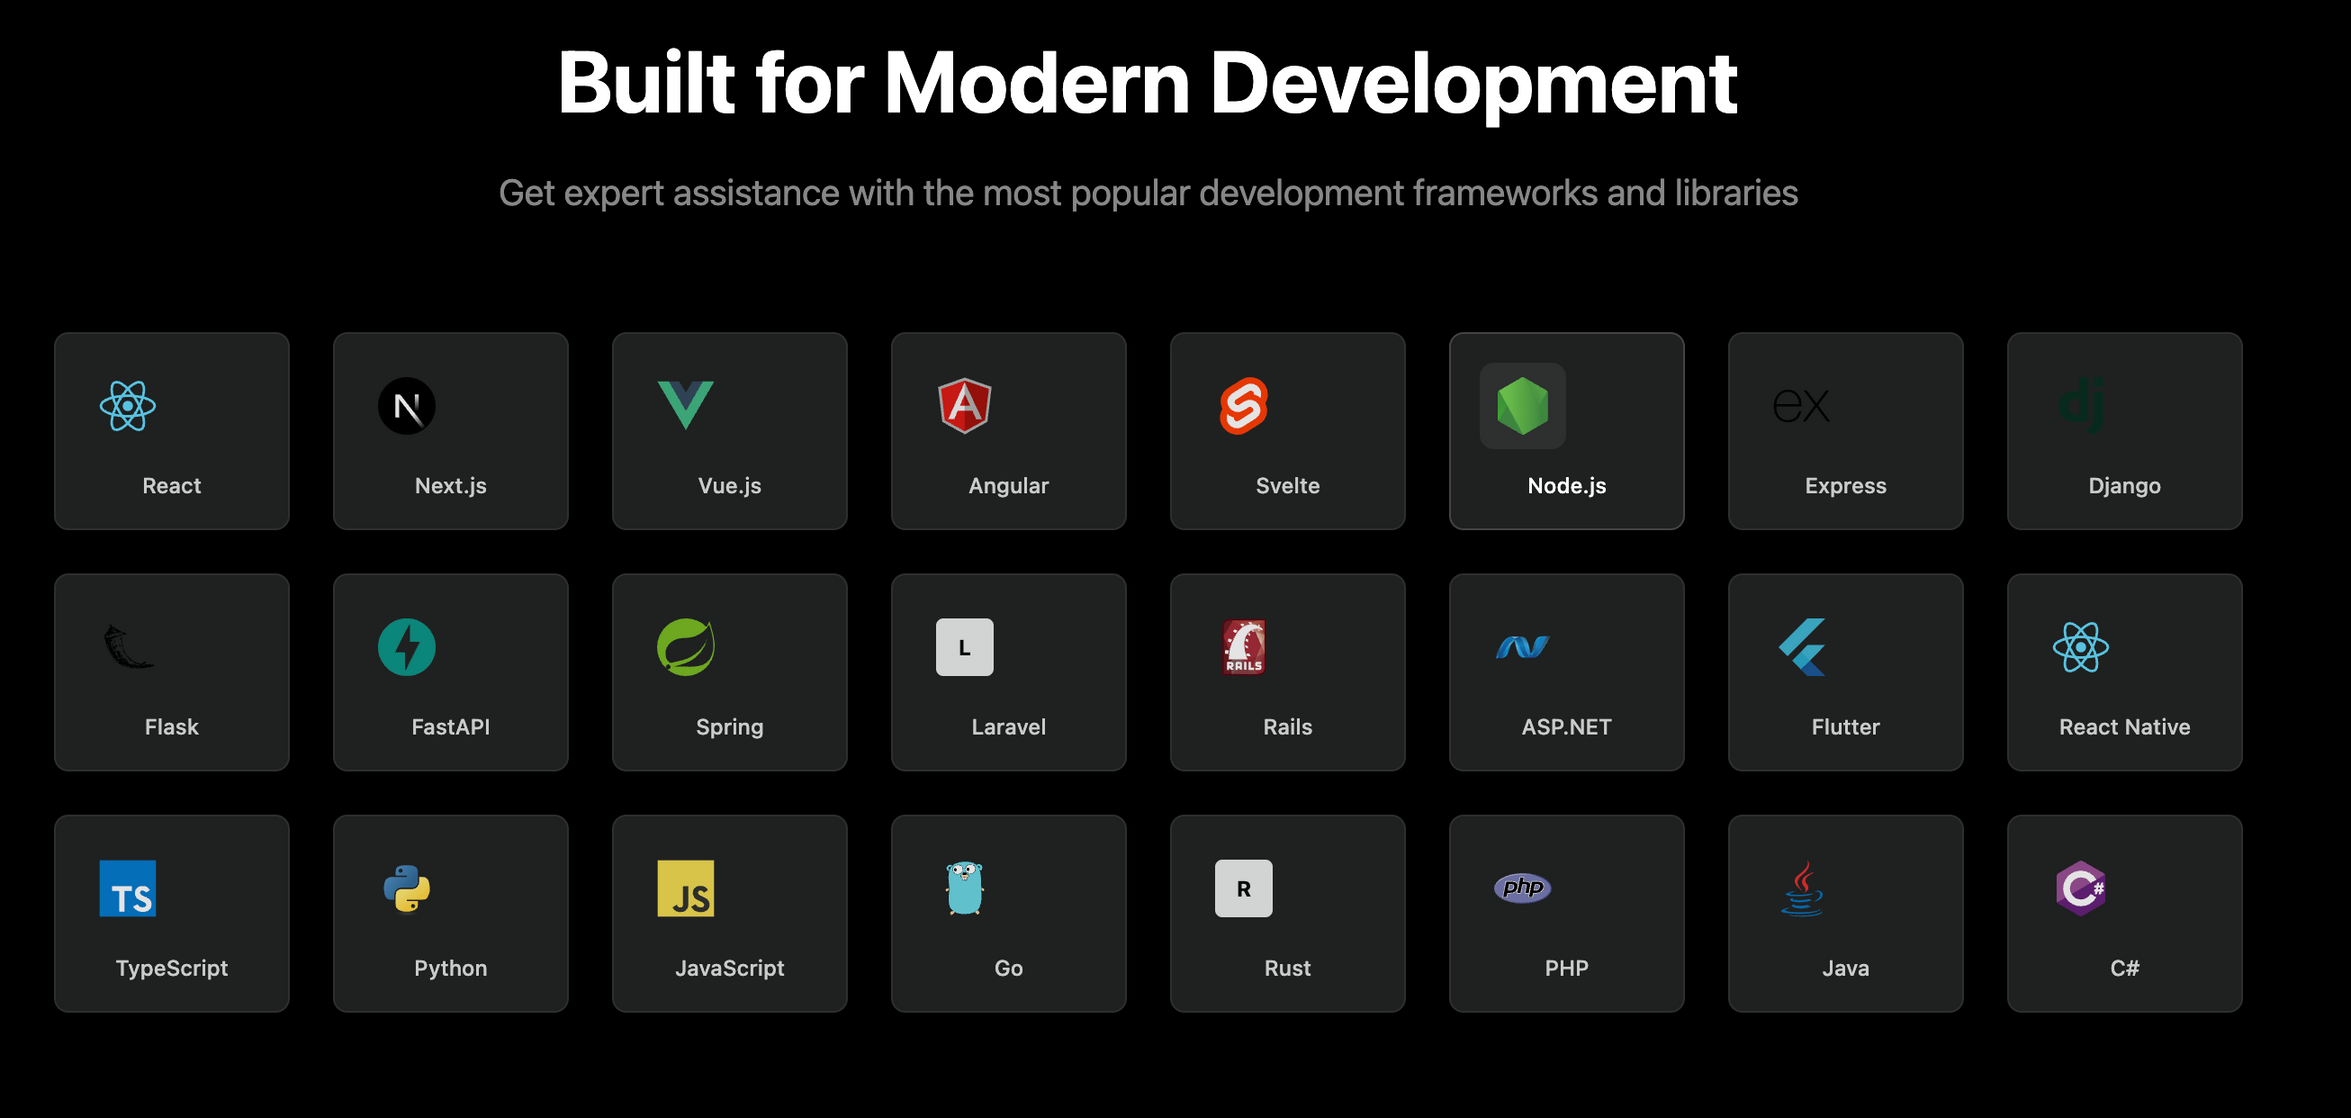 Built for Modern Development
Get expert assistance with the most popular development frameworks and libraries
N
ex
dj
React
Next.js
Vue.js
Angular
Svelte
Node.js
Express
Django
L
RAILS
Flask
FastAPI
Spring
Laravel
Rails
ASP.NET
Flutter
React Native
TS
JS
R
php
C#
TypeScript
Python
JavaScript
Go
Rust
PHP
Java
C#